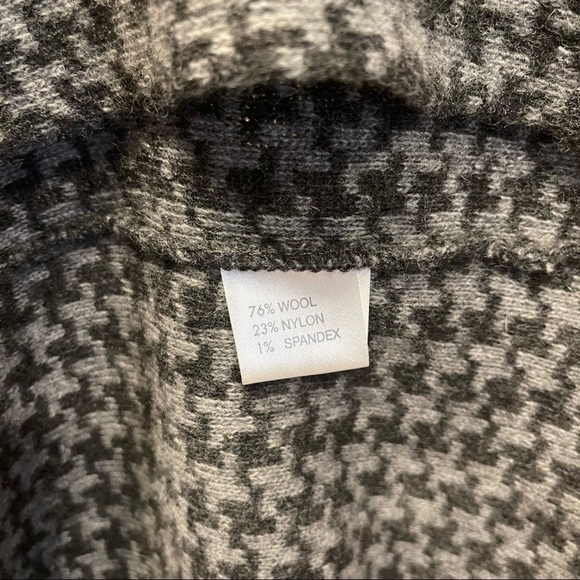 76% WOOL
23% NYLON
1% SPANDEX